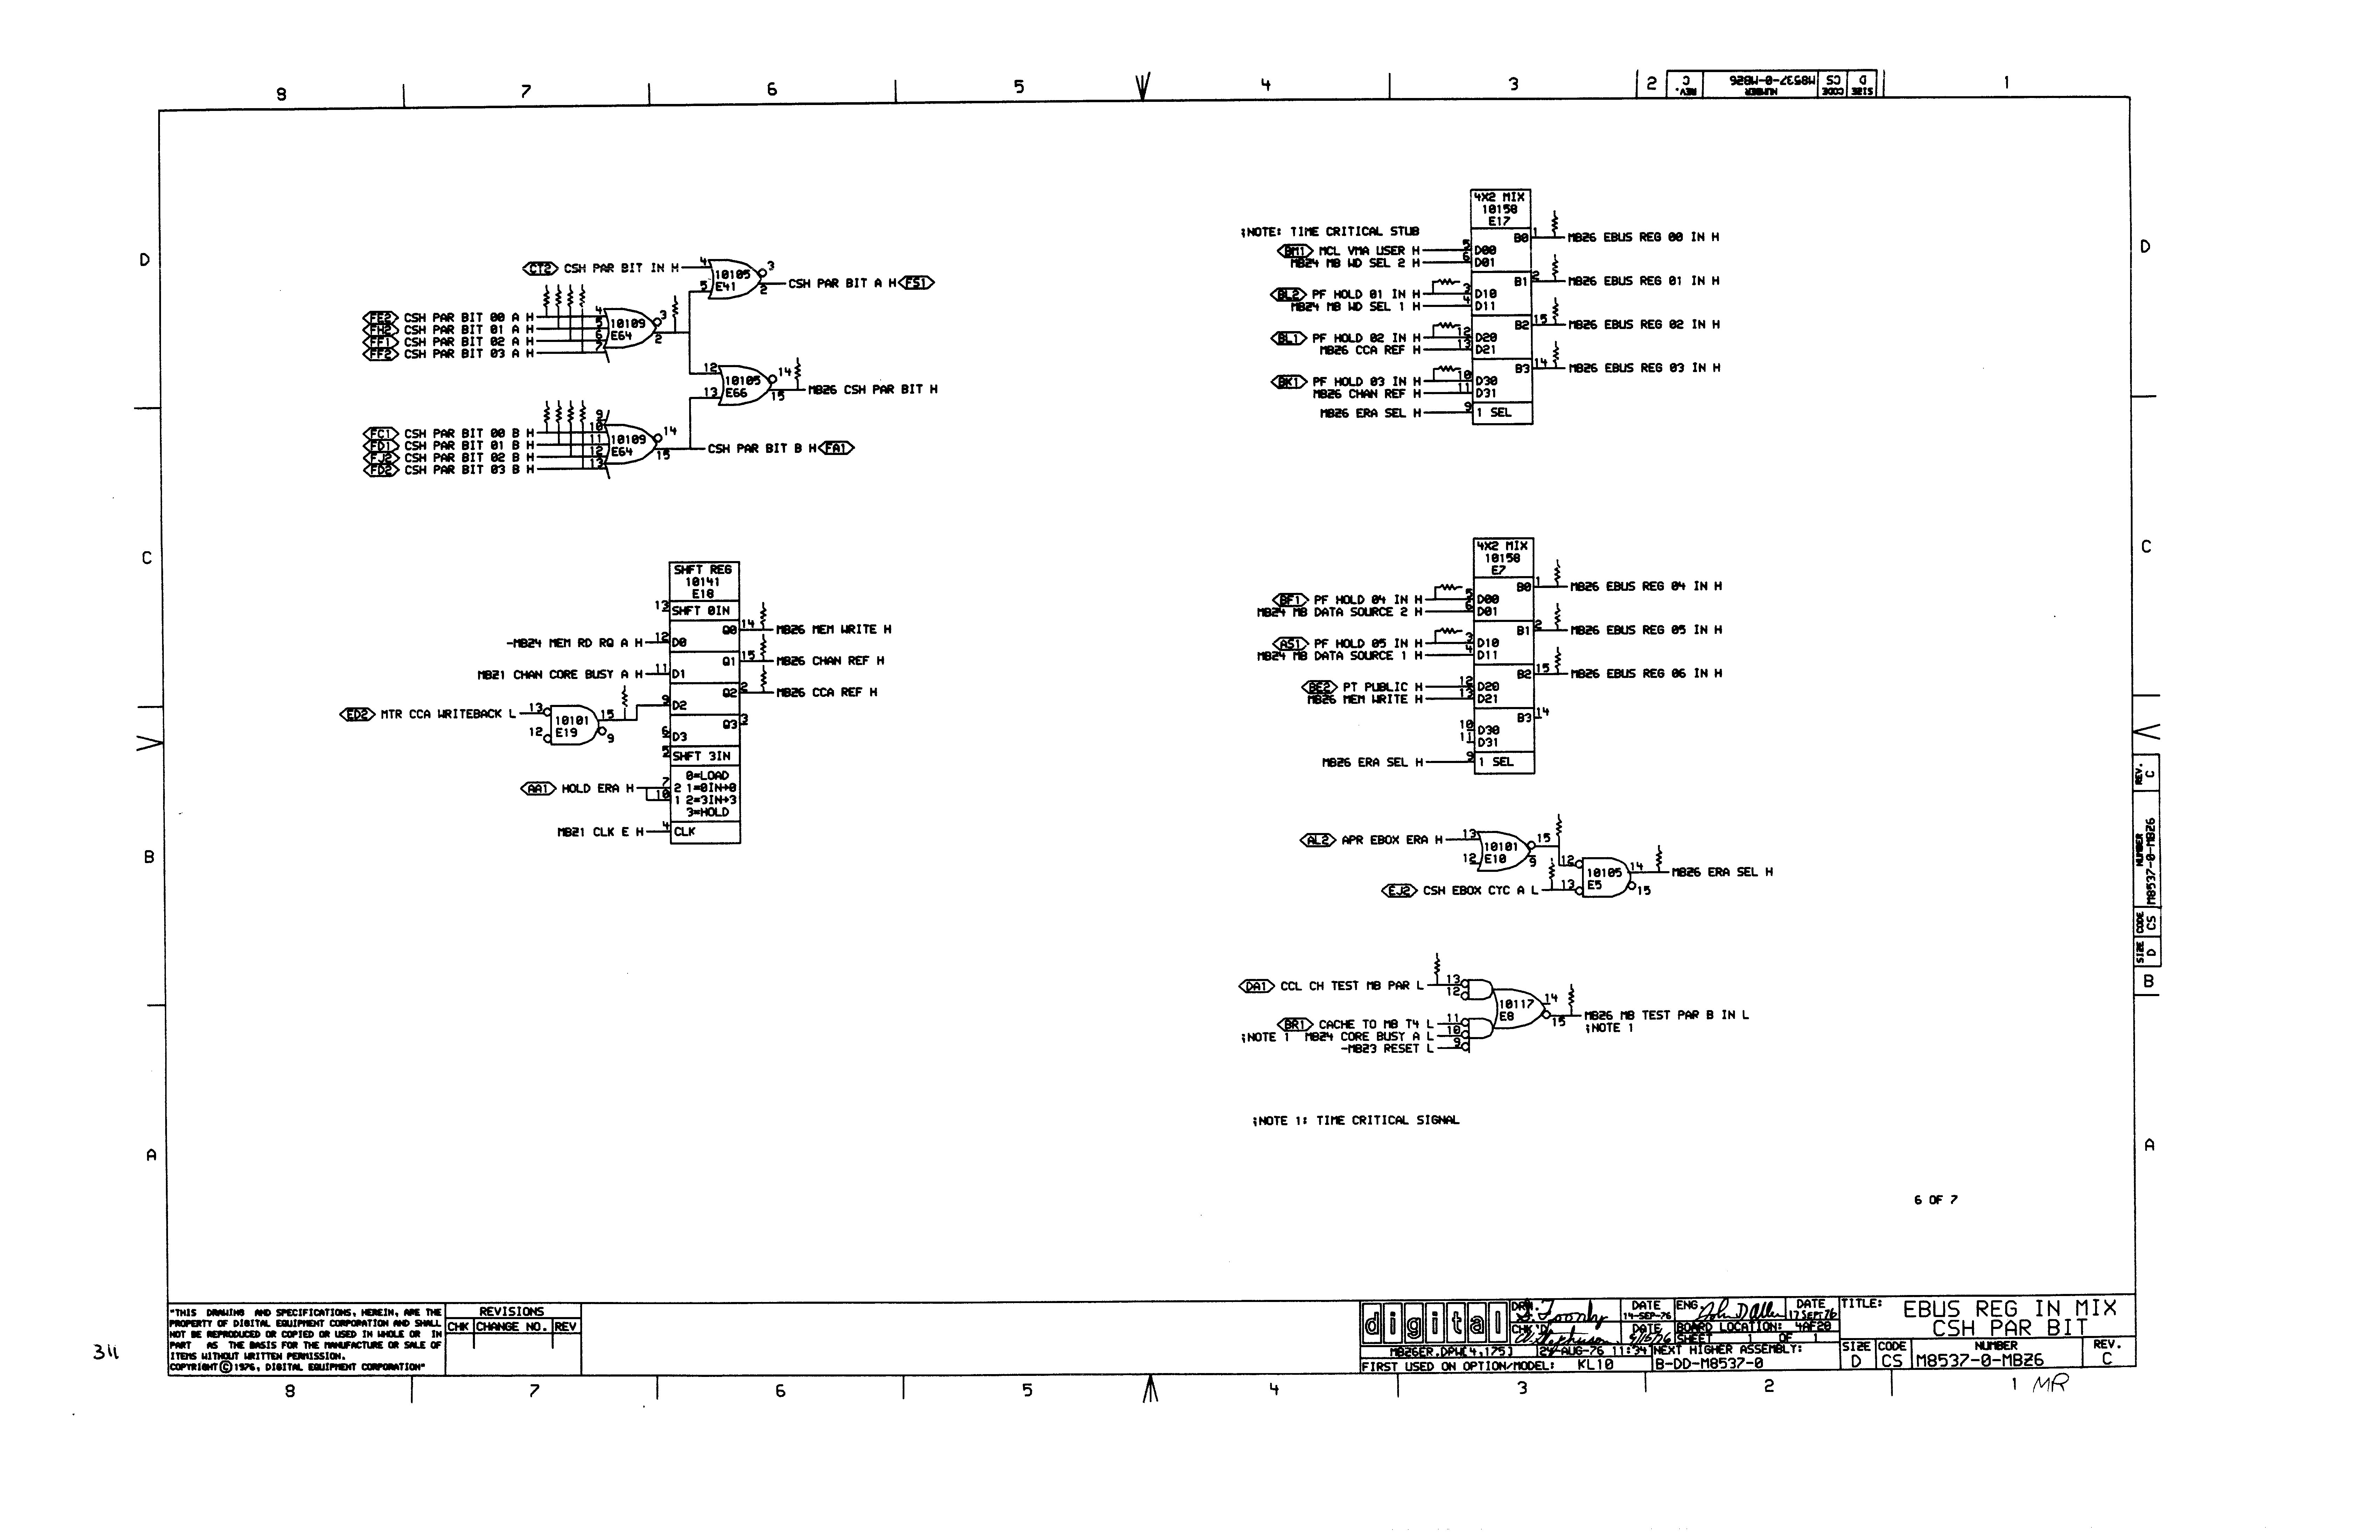 8 7 6 5 4 3 2 1
SIZE D CODE CS NUMBER M8537-0-MB26 REV. C
D
CT2 CSH PAR BIT IN H
4 5 10105 E41 3 2
CSH PAR BIT A H FS1
FE2 CSH PAR BIT 00 A H
FH2 CSH PAR BIT 01 A H
FF1 CSH PAR BIT 02 A H
FF2 CSH PAR BIT 03 A H
10109 E64 3 2
12 13 10105 E66 14 15
MB26 CSH PAR BIT H
FC1 CSH PAR BIT 00 B H
FD1 CSH PAR BIT 01 B H
FJ2 CSH PAR BIT 02 B H
FD2 CSH PAR BIT 03 B H
9 10 11 12 13 10109 E64 14 15
CSH PAR BIT B H FA1
C
SHFT REG
10141
E18
13 SHFT 0IN
-MB24 MEM RD RQ A H 12 D0 Q0 14 MB26 MEM WRITE H
MB21 CHAN CORE BUSY A H 11 D1 Q1 15 MB26 CHAN REF H
Q2 2 MB26 CCA REF H
9 D2
ED2 MTR CCA WRITEBACK L 13 12 10101 E19 15 9
Q3 3
6 D3
5 SHFT 3IN
0=LOAD
AA1 HOLD ERA H 7 2 1=0IN→0
10 1 2=3IN→3
3=HOLD
MB21 CLK E H 4 CLK
B
A
4X2 MIX
10158
E17
;NOTE: TIME CRITICAL STUB
B0 1 MB26 EBUS REG 00 IN H
BM1 MCL VMA USER H 5 D00
MB24 MB WD SEL 2 H 6 D01
B1 2 MB26 EBUS REG 01 IN H
BL2 PF HOLD 01 IN H 3 D10
MB24 MB WD SEL 1 H 4 D11
B2 15 MB26 EBUS REG 02 IN H
BL1 PF HOLD 02 IN H 12 D20
MB26 CCA REF H 13 D21
B3 14 MB26 EBUS REG 03 IN H
BK1 PF HOLD 03 IN H 10 D30
MB26 CHAN REF H 11 D31
MB26 ERA SEL H 9 1 SEL
4X2 MIX
10158
E7
B0 1 MB26 EBUS REG 04 IN H
BF1 PF HOLD 04 IN H 5 D00
MB24 MB DATA SOURCE 2 H 6 D01
B1 2 MB26 EBUS REG 05 IN H
AS1 PF HOLD 05 IN H 3 D10
MB24 MB DATA SOURCE 1 H 4 D11
B2 15 MB26 EBUS REG 06 IN H
BE2 PT PUBLIC H 12 D20
MB26 MEM WRITE H 13 D21
B3 14
10 D30
11 D31
MB26 ERA SEL H 9 1 SEL
AL2 APR EBOX ERA H 13 12 10101 E10 15 9
EJ2 CSH EBOX CYC A L 12 13 10105 E5 14 15 MB26 ERA SEL H
DA1 CCL CH TEST MB PAR L 13 12
10117 E8 14 15
BR1 CACHE TO MB T4 L 11
;NOTE 1 MB24 CORE BUSY A L 10
-MB23 RESET L 9
MB26 MB TEST PAR B IN L
;NOTE 1
;NOTE 1: TIME CRITICAL SIGNAL
6 OF 7
D
C
SIZE D CODE CS NUMBER M8537-0-MB26 REV. C
B
A
"THIS DRAWING AND SPECIFICATIONS, HEREIN, ARE THE
PROPERTY OF DIGITAL EQUIPMENT CORPORATION AND SHALL
NOT BE REPRODUCED OR COPIED OR USED IN WHOLE OR IN
PART AS THE BASIS FOR THE MANUFACTURE OR SALE OF
ITEMS WITHOUT WRITTEN PERMISSION.
COPYRIGHT © 1976, DIGITAL EQUIPMENT CORPORATION"
REVISIONS
CHK CHANGE NO. REV
digital
DRN. DATE 14-SEP-76 ENG. John D Allen DATE 17 SEPT 76
CHK'D DATE 9/15/76 BOARD LOCATION: 4AF20
SHEET 1 OF 1
MB26ER.DPW[4,175] 24-AUG-76 11:34 NEXT HIGHER ASSEMBLY:
FIRST USED ON OPTION/MODEL: KL10 B-DD-M8537-0
TITLE: EBUS REG IN MIX
CSH PAR BIT
SIZE D CODE CS NUMBER M8537-0-MB26 REV. C
311
8 7 6 5 4 3 2 1 MR